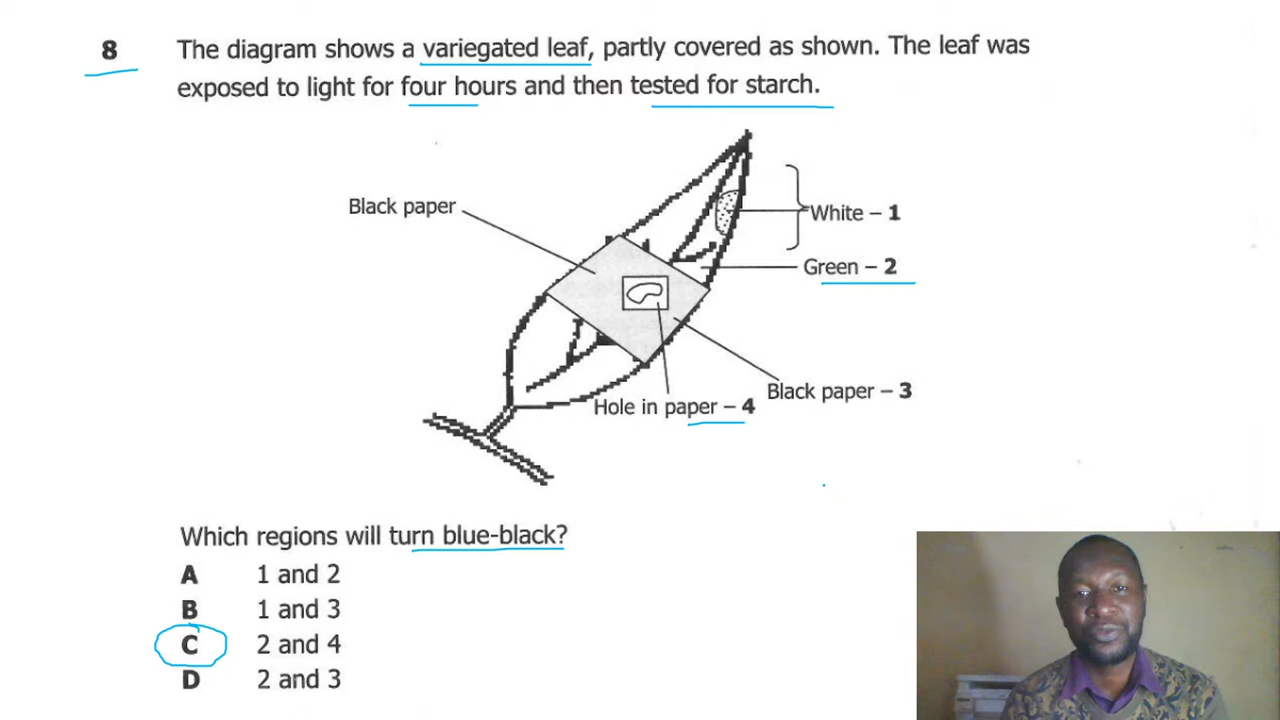 8 The diagram shows a variegated leaf, partly covered as shown. The leaf was
exposed to light for four hours and then tested for starch.
Black paper
White – 1
Green – 2
Black paper – 3
Hole in paper – 4
Which regions will turn blue-black?
A 1 and 2
B 1 and 3
C 2 and 4
D 2 and 3